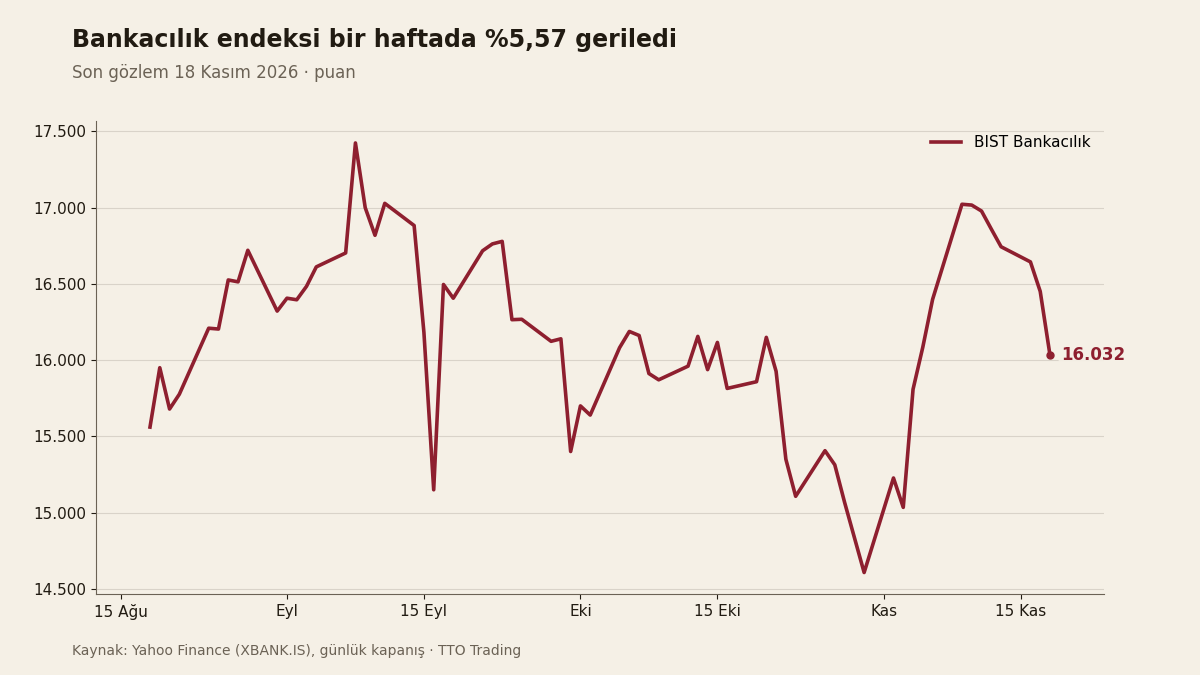 Bankacılık endeksi bir haftada %5,57 geriledi
Son gözlem 18 Kasım 2026 · puan
17.500
BIST Bankacılık
17.000
16.500
16.000
16.032
15.500
15.000
14.500
15 Ağu Eyl 15 Eyl Eki 15 Eki Kas 15 Kas
Kaynak: Yahoo Finance (XBANK.IS), günlük kapanış · TTO Trading